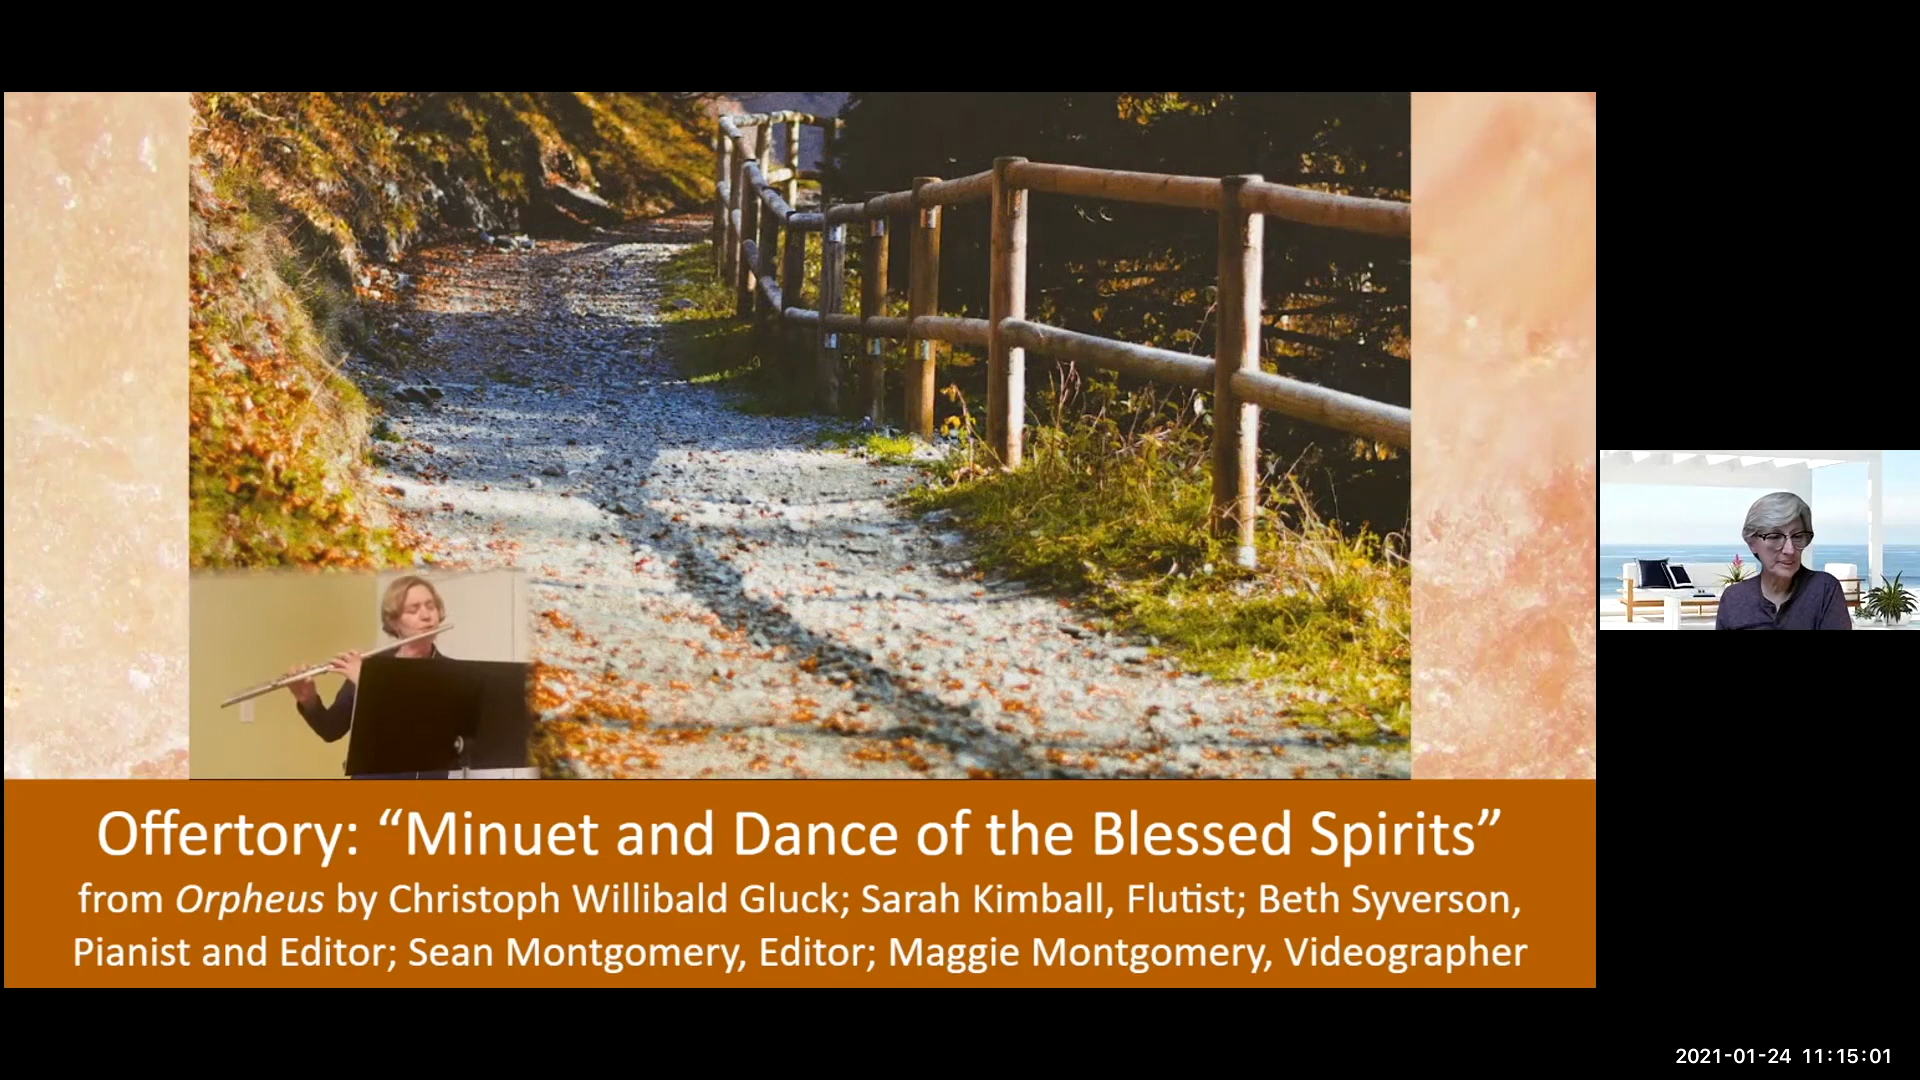 Offertory: “Minuet and Dance of the Blessed Spirits”
from Orpheus by Christoph Willibald Gluck; Sarah Kimball, Flutist; Beth Syverson,
Pianist and Editor; Sean Montgomery, Editor; Maggie Montgomery, Videographer
2021-01-24 11:15:01